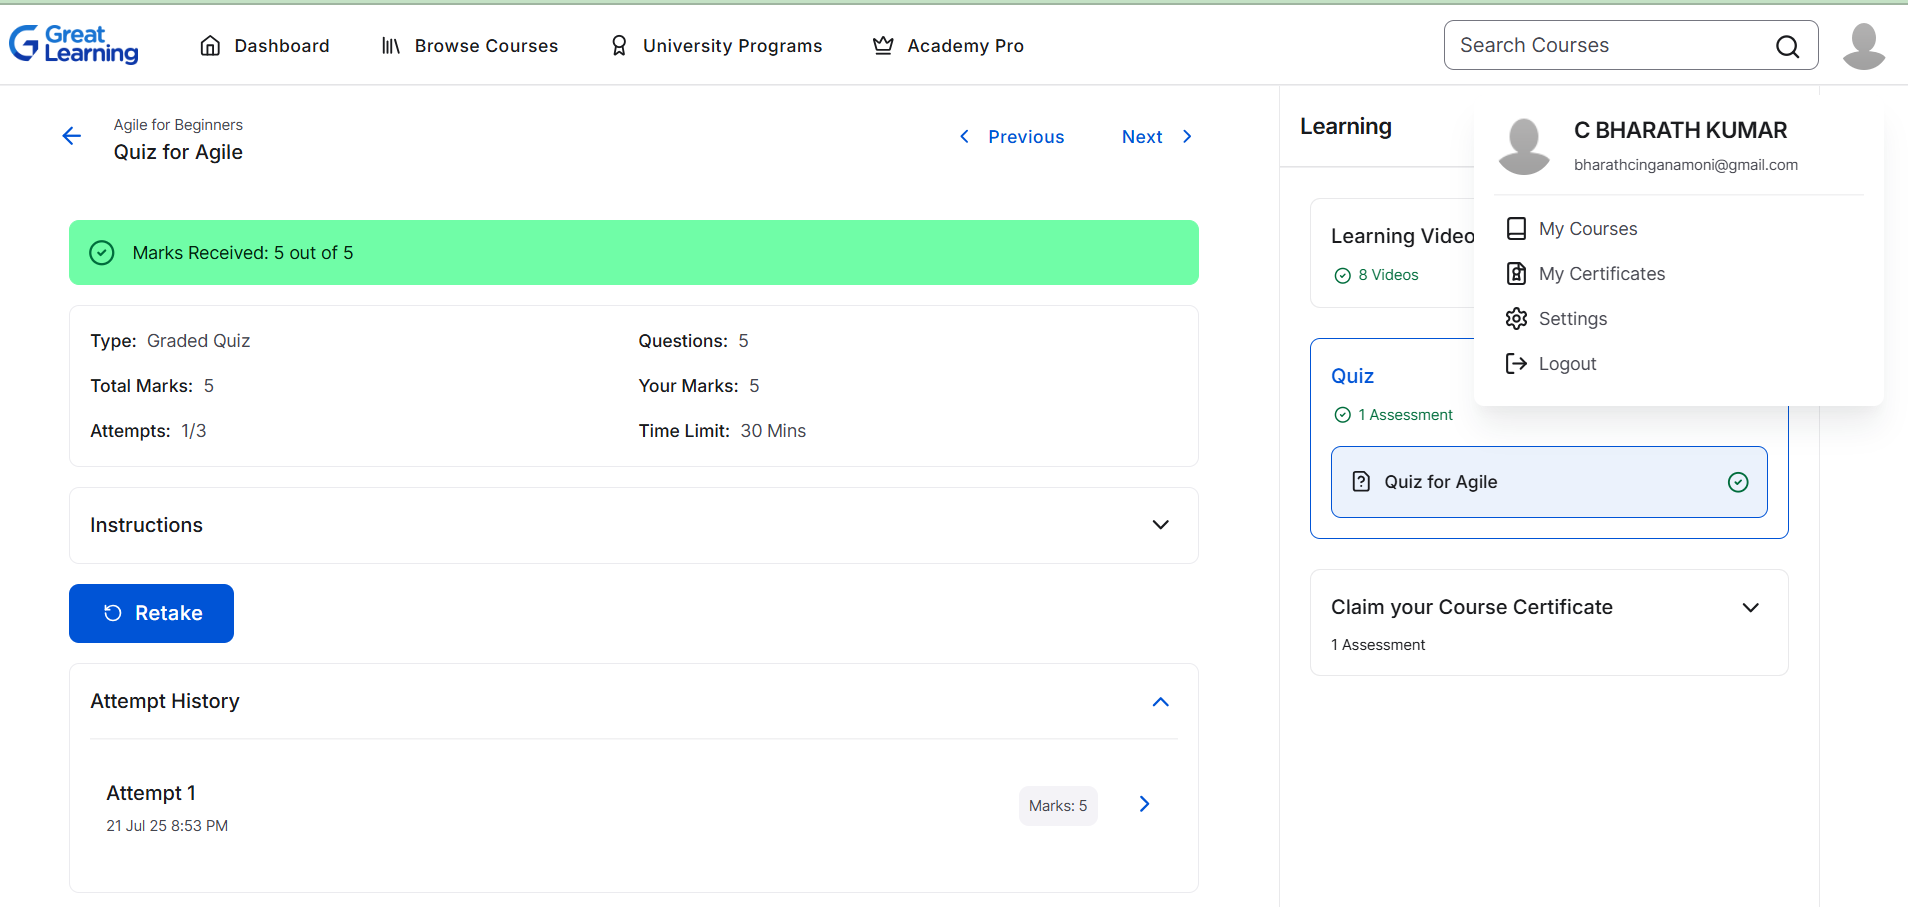 Great
Learning
Dashboard
Browse Courses
University Programs
Academy Pro
Search Courses
Agile for Beginners
Quiz for Agile
Previous
Next
Marks Received: 5 out of 5
Type: Graded Quiz
Questions: 5
Total Marks: 5
Your Marks: 5
Attempts: 1/3
Time Limit: 30 Mins
Instructions
Retake
Attempt History
Attempt 1
21 Jul 25 8:53 PM
Marks: 5
Learning
Learning Video
8 Videos
Quiz
1 Assessment
Quiz for Agile
Claim your Course Certificate
1 Assessment
C BHARATH KUMAR
bharathcinganamoni@gmail.com
My Courses
My Certificates
Settings
Logout